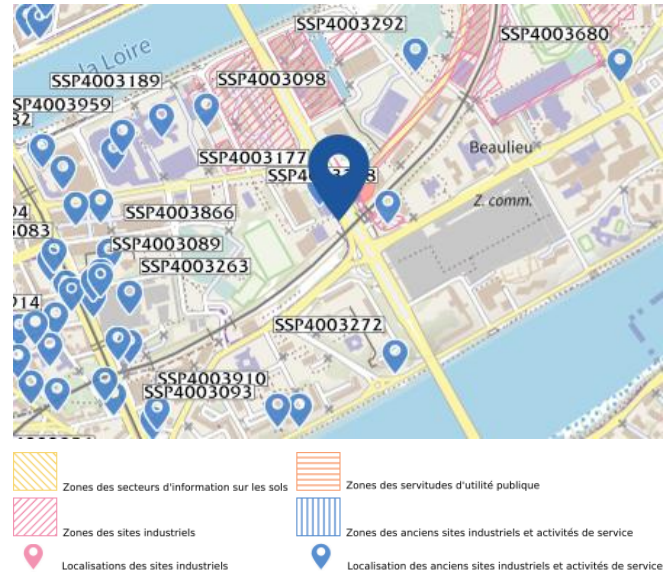 SSP4003292
SSP4003680
la Loire
SSP4003189
SSP4003098
SP4003959
Beaulieu
SSP4003177
Z. comm.
SSP4003866
3083
SSP4003089
SSP4003263
SSP4003272
SSP4003910
SSP4003093
Zones des secteurs d'information sur les sols
Zones des servitudes d'utilité publique
Zones des sites industriels
Zones des anciens sites industriels et activités de service
Localisations des sites industriels
Localisation des anciens sites industriels et activités de service